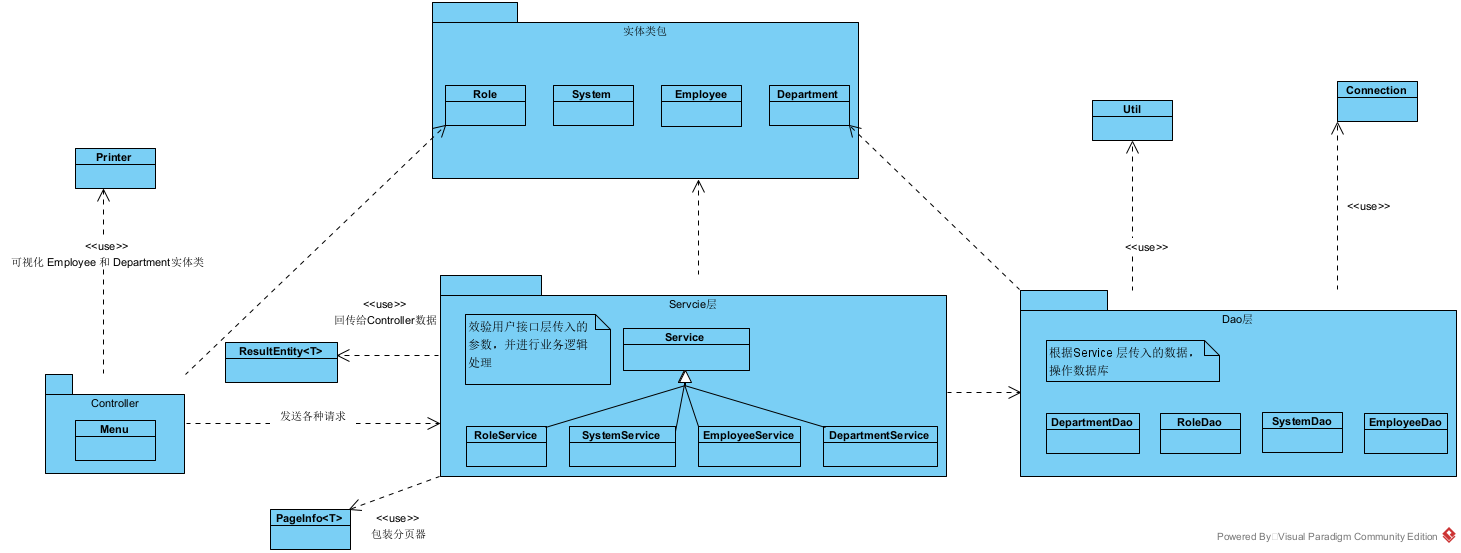 实体类包
Role
System
Employee
Department
Connection
Util
Printer
<<use>>
可视化 Employee 和 Department实体类
<<use>>
<<use>>
<<use>>
回传给Controller数据
ResultEntity<T>
Servcie层
效验用户接口层传入的
参数，并进行业务逻辑
处理
Service
RoleService
SystemService
EmployeeService
DepartmentService
Dao层
根据Service 层传入的数据，
操作数据库
DepartmentDao
RoleDao
SystemDao
EmployeeDao
Controller
Menu
发送各种请求
PageInfo<T>
<<use>>
包装分页器
Powered By Visual Paradigm Community Edition